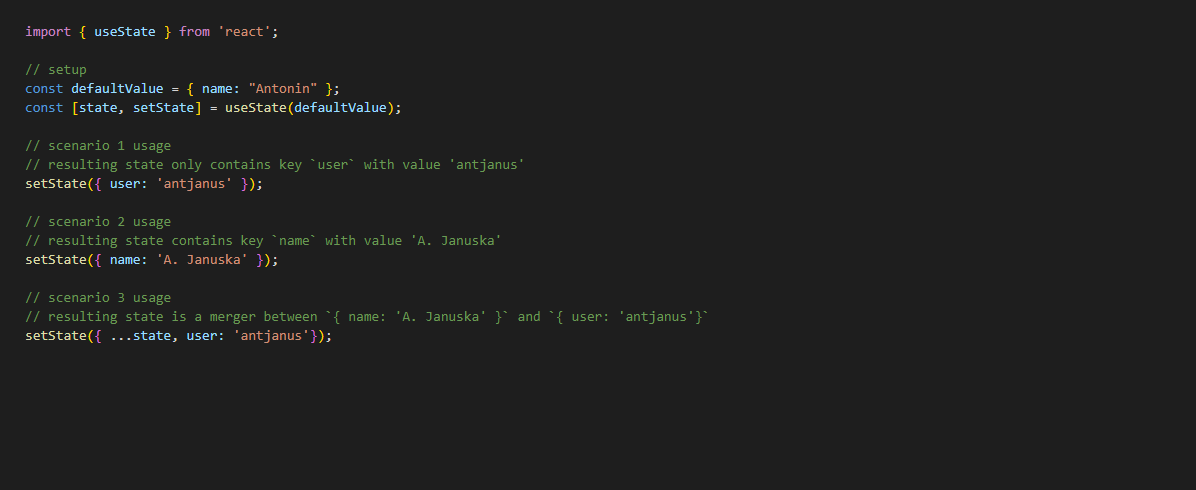 import { useState } from 'react';
// setup
const defaultValue = { name: "Antonin" };
const [state, setState] = useState(defaultValue);
// scenario 1 usage
// resulting state only contains key `user` with value 'antjanus'
setState({ user: 'antjanus' });
// scenario 2 usage
// resulting state contains key `name` with value 'A. Januska'
setState({ name: 'A. Januska' });
// scenario 3 usage
// resulting state is a merger between `{ name: 'A. Januska' }` and `{ user: 'antjanus'}`
setState({ ...state, user: 'antjanus'});